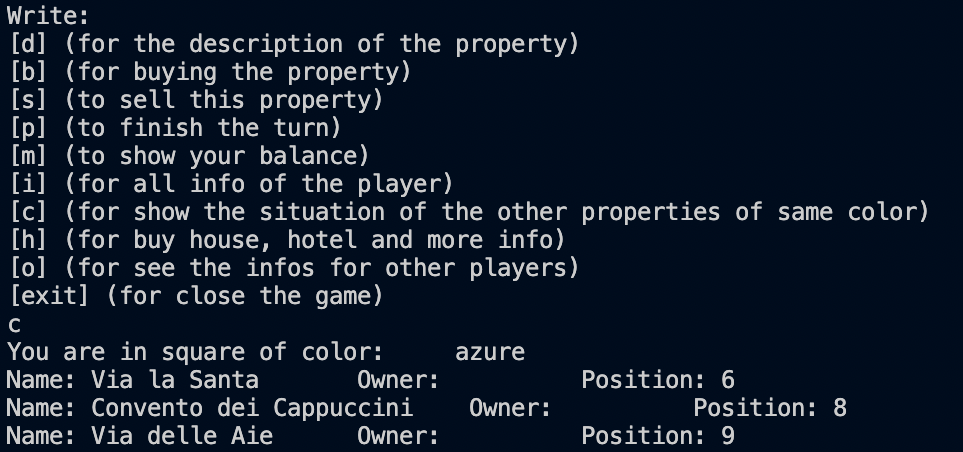 Write:
[d] (for the description of the property)
[b] (for buying the property)
[s] (to sell this property)
[p] (to finish the turn)
[m] (to show your balance)
[i] (for all info of the player)
[c] (for show the situation of the other properties of same color)
[h] (for buy house, hotel and more info)
[o] (for see the infos for other players)
[exit] (for close the game)
c
You are in square of color: azure
Name: Via la Santa Owner: Position: 6
Name: Convento dei Cappuccini Owner: Position: 8
Name: Via delle Aie Owner: Position: 9